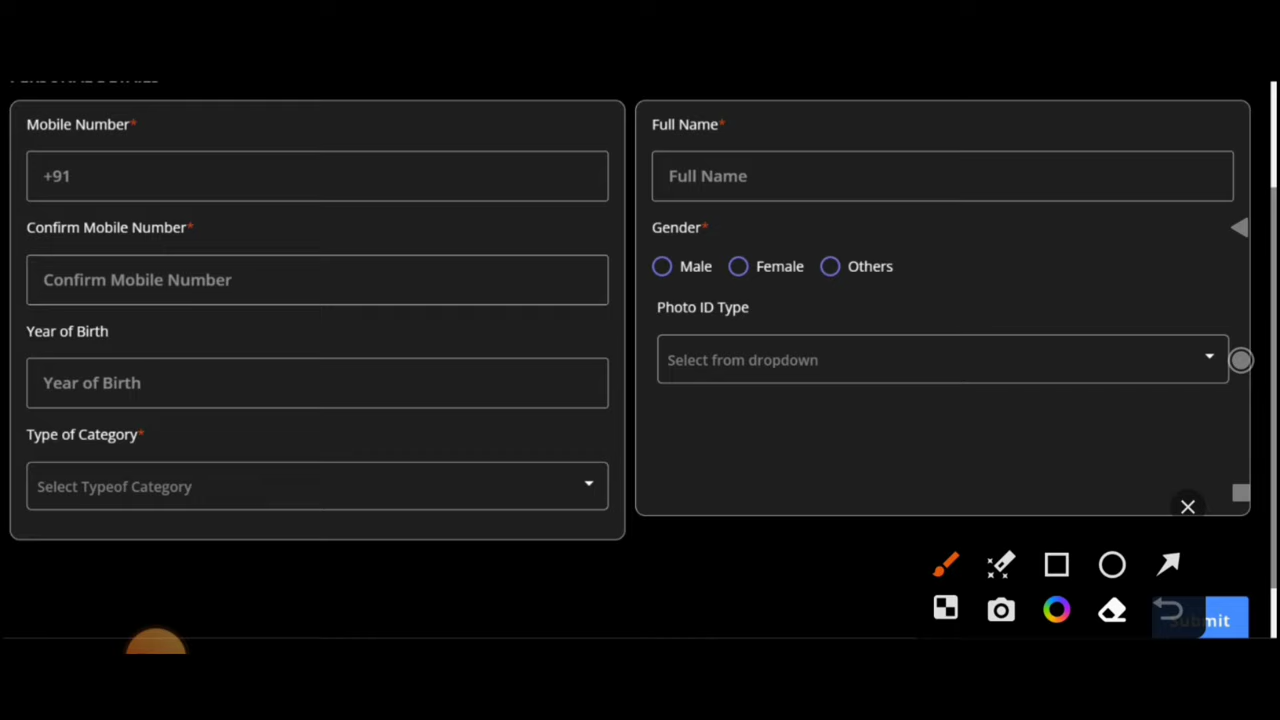 Mobile Number*
+91
Confirm Mobile Number*
Confirm Mobile Number
Year of Birth
Year of Birth
Type of Category*
Select Typeof Category
Full Name*
Full Name
Gender*
Male Female Others
Photo ID Type
Select from dropdown